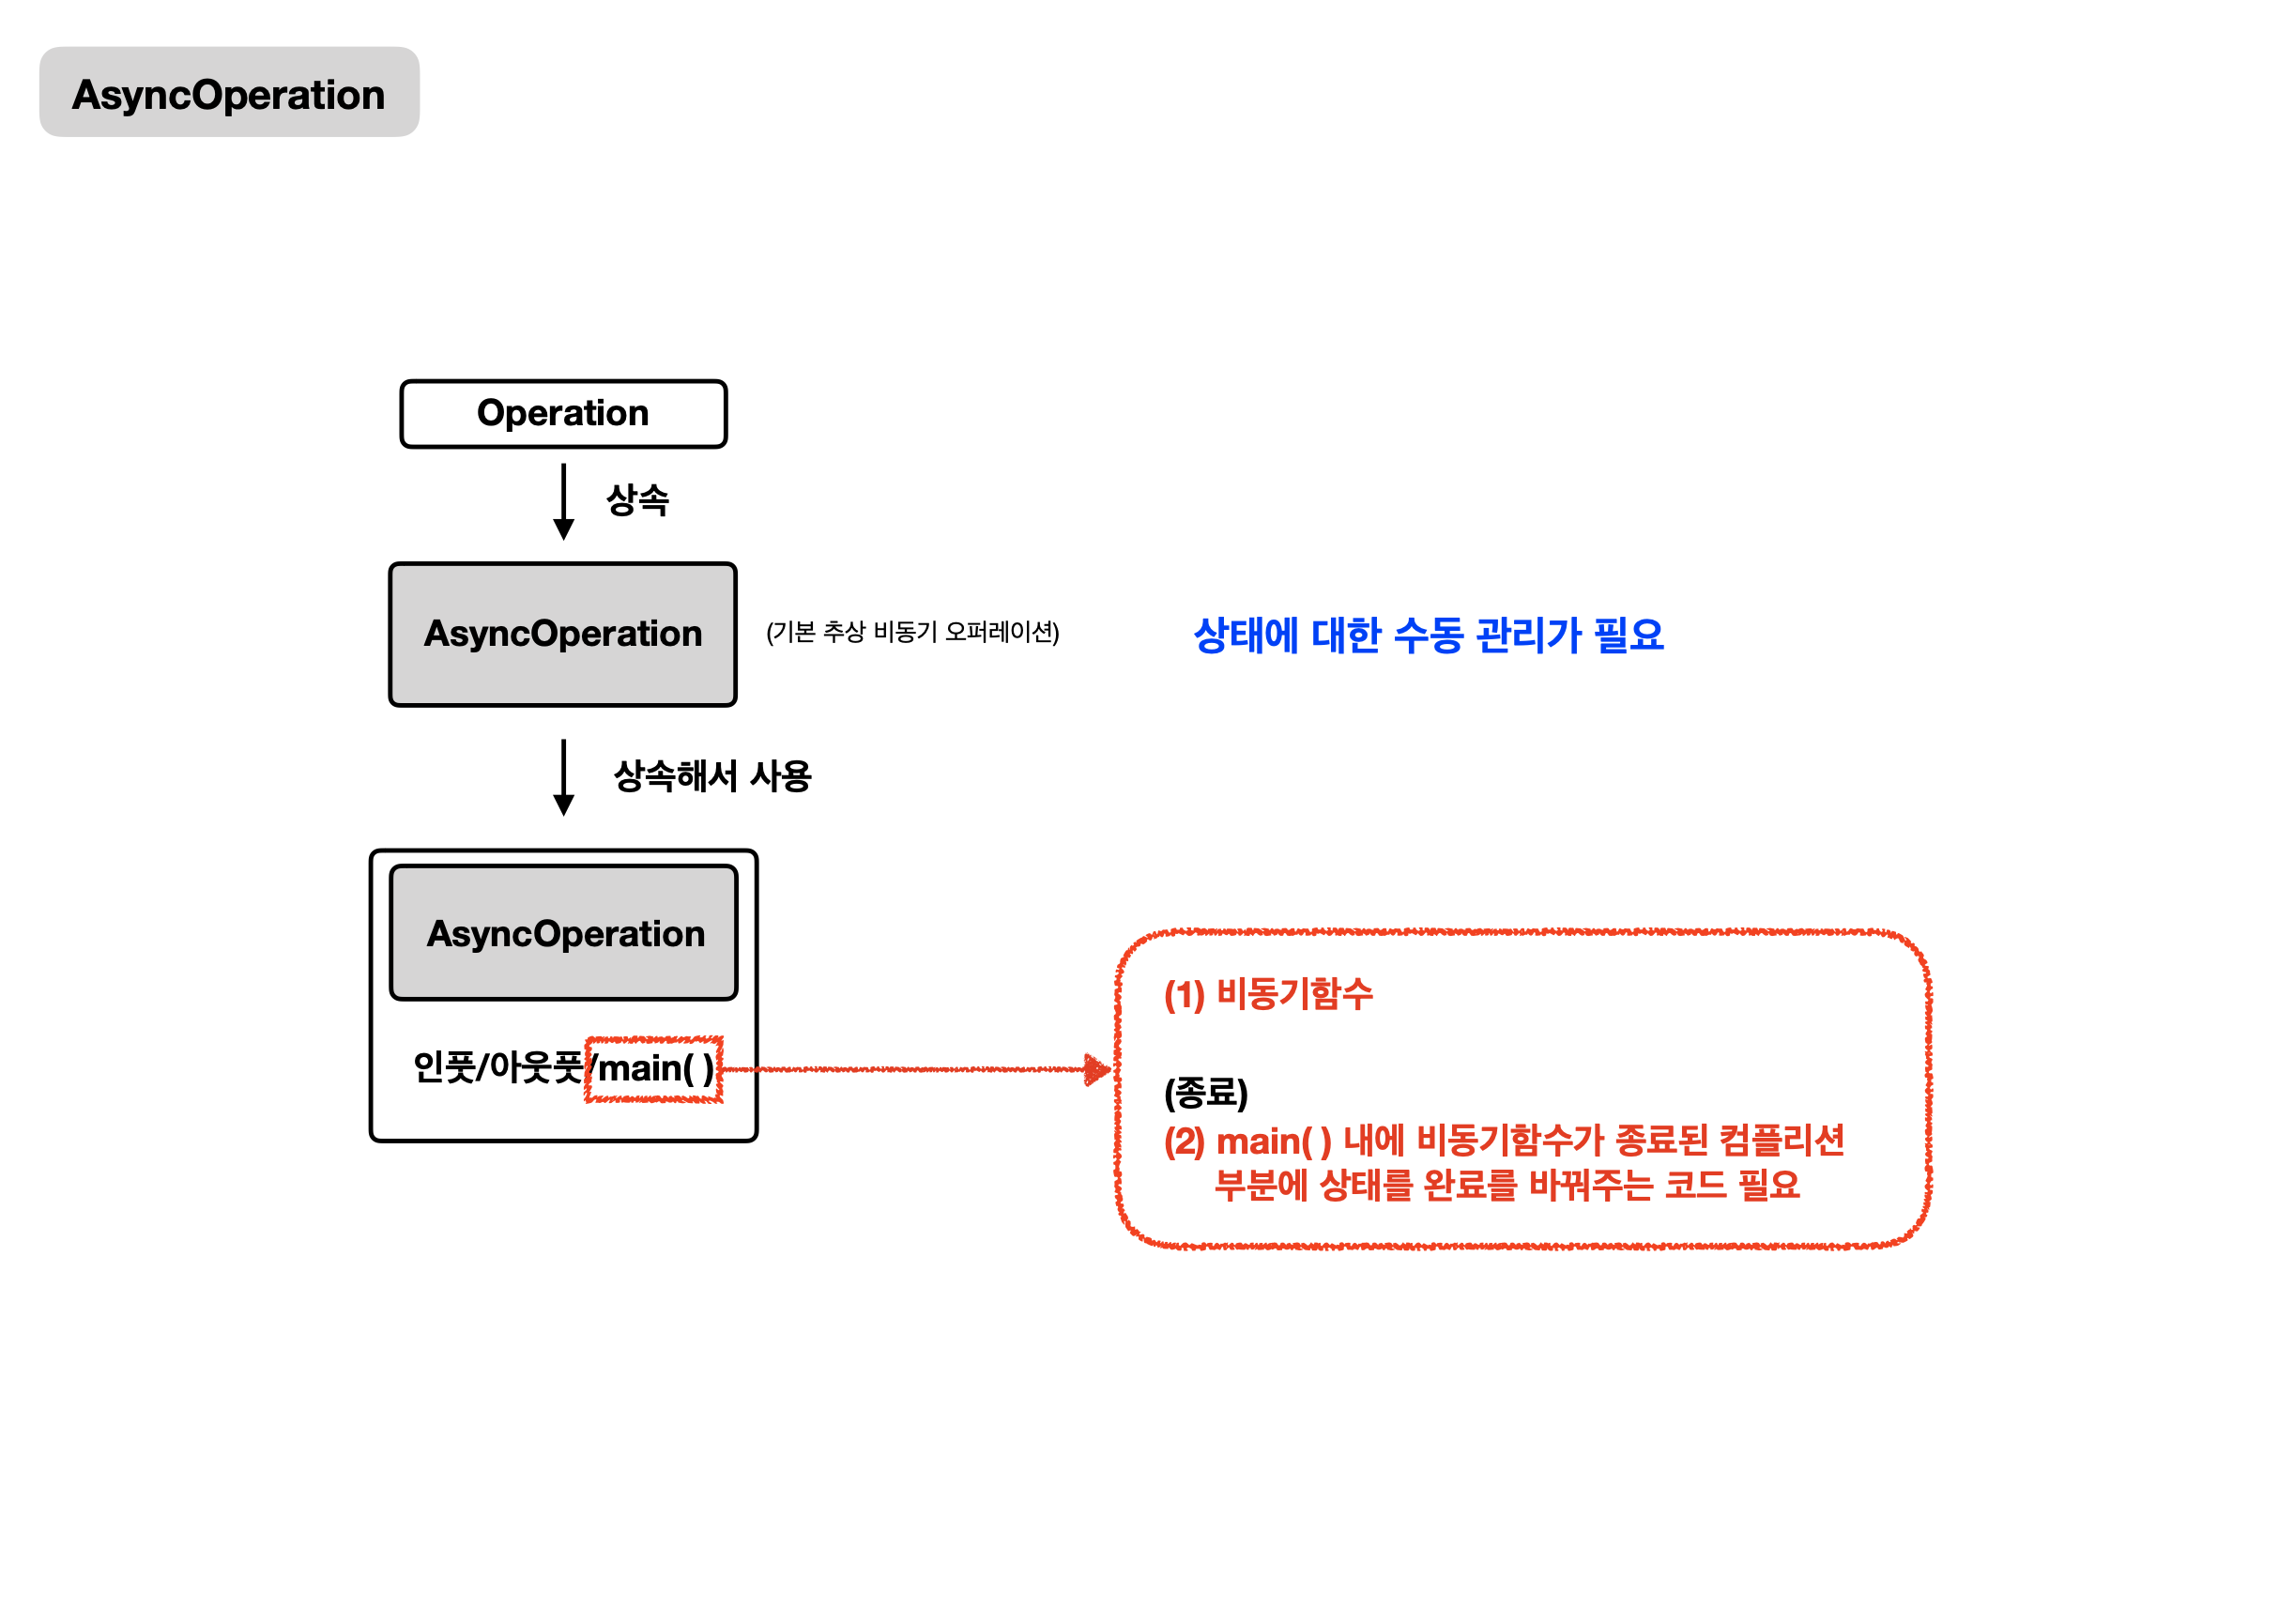 AsyncOperation
Operation
상속
AsyncOperation
(기본 추상 비동기 오퍼레이션)
상태에 대한 수동 관리가 필요
상속해서 사용
AsyncOperation
인풋/아웃풋/main( )
(1) 비동기함수
(종료)
(2) main( ) 내에 비동기함수가 종료된 컴플리션
부분에 상태를 완료를 바꿔주는 코드 필요